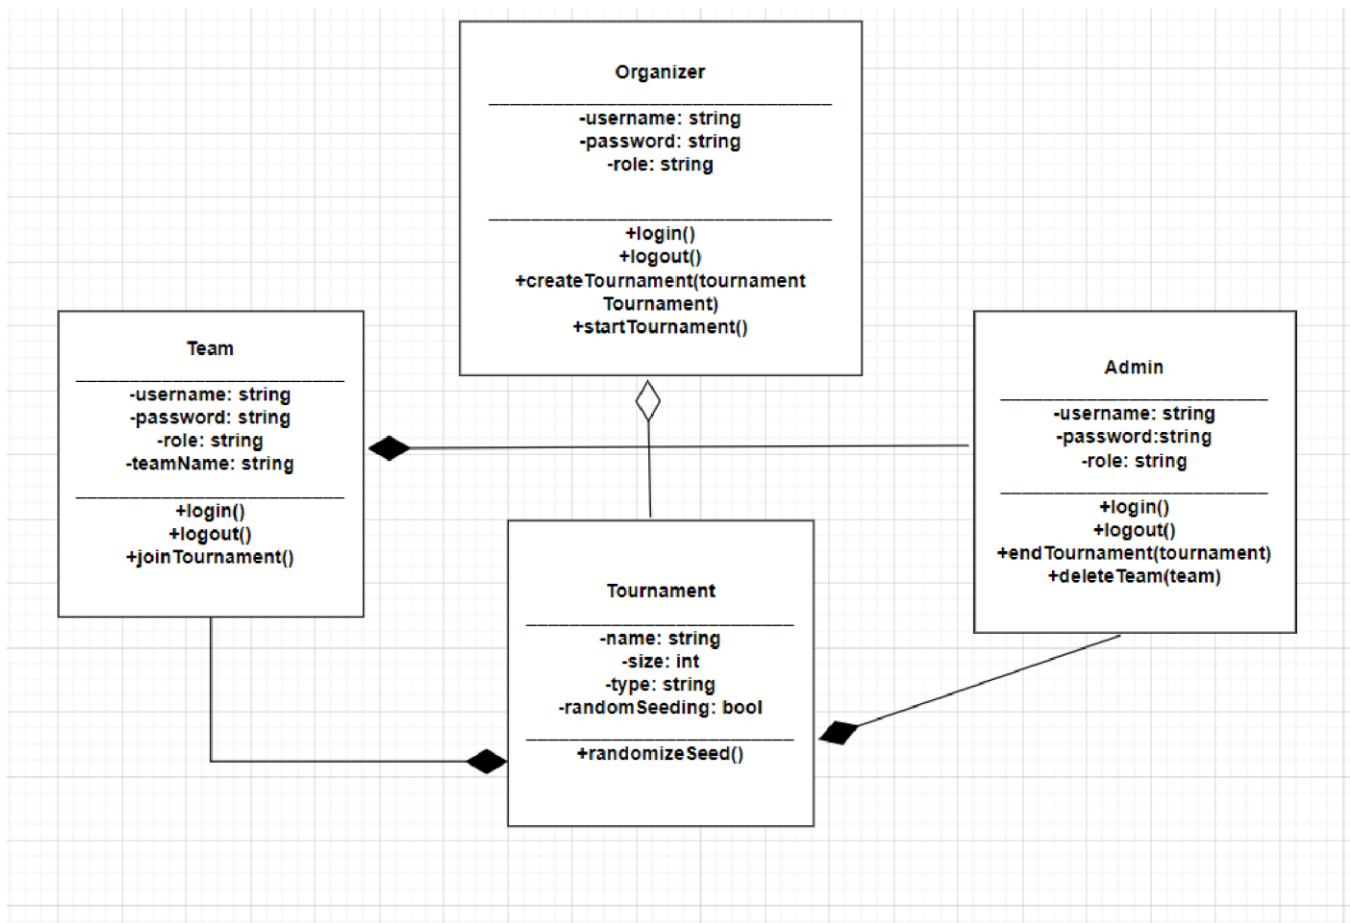 Organizer
-username: string
-password: string
-role: string
+login()
+logout()
+createTournament(tournament
Tournament)
+startTournament()
Team
-username: string
-password: string
-role: string
-teamName: string
+login()
+logout()
+joinTournament()
Admin
-username: string
-password:string
-role: string
+login()
+logout()
+endTournament(tournament)
+deleteTeam(team)
Tournament
-name: string
-size: int
-type: string
-randomSeeding: bool
+randomizeSeed()